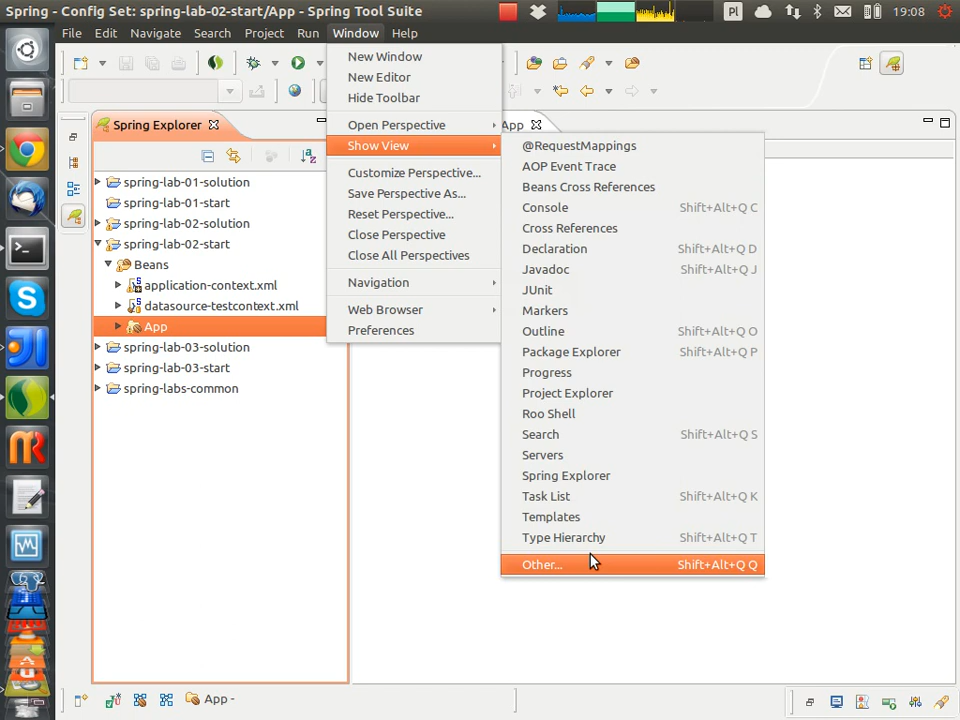 Spring - Config Set: spring-lab-02-start/App - Spring Tool Suite
Pl
19:08
File Edit Navigate Search Project Run Window Help
New Window
New Editor
Hide Toolbar
Open Perspective
Show View
Customize Perspective...
Save Perspective As...
Reset Perspective...
Close Perspective
Close All Perspectives
Navigation
Web Browser
Preferences
Spring Explorer
App
spring-lab-01-solution
spring-lab-01-start
spring-lab-02-solution
spring-lab-02-start
Beans
application-context.xml
datasource-testcontext.xml
App
spring-lab-03-solution
spring-lab-03-start
spring-labs-common
@RequestMappings
AOP Event Trace
Beans Cross References
Console Shift+Alt+Q C
Cross References
Declaration Shift+Alt+Q D
Javadoc Shift+Alt+Q J
JUnit
Markers
Outline Shift+Alt+Q O
Package Explorer Shift+Alt+Q P
Progress
Project Explorer
Roo Shell
Search Shift+Alt+Q S
Servers
Spring Explorer
Task List Shift+Alt+Q K
Templates
Type Hierarchy Shift+Alt+Q T
Other... Shift+Alt+Q Q
App -